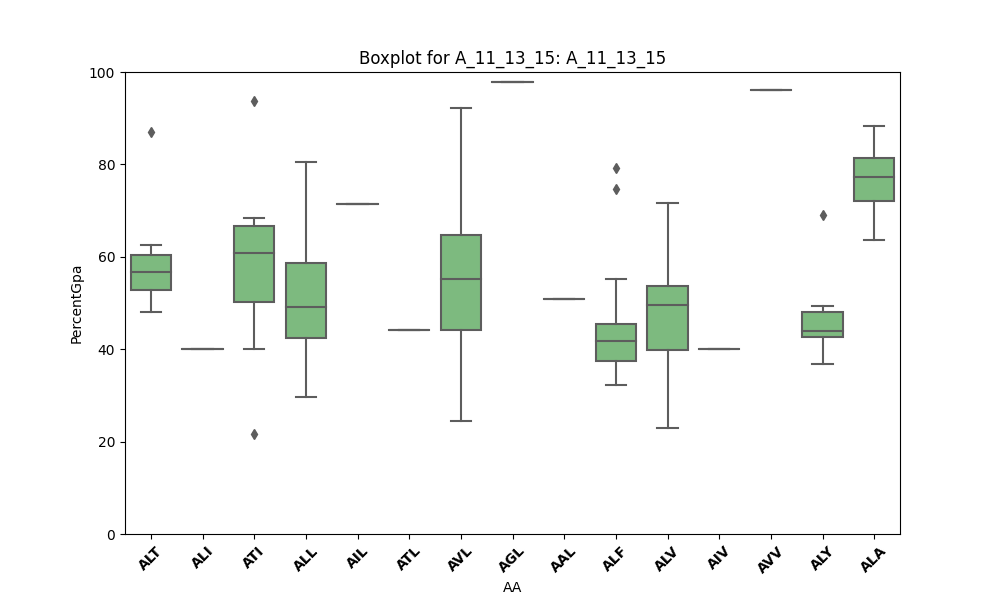 Boxplot for A_11_13_15: A_11_13_15
PercentGpa
100
80
60
40
20
0
ALT ALI ATI ALL AIL ATL AVL AGL AAL ALF ALV AIV AVV ALY ALA
AA